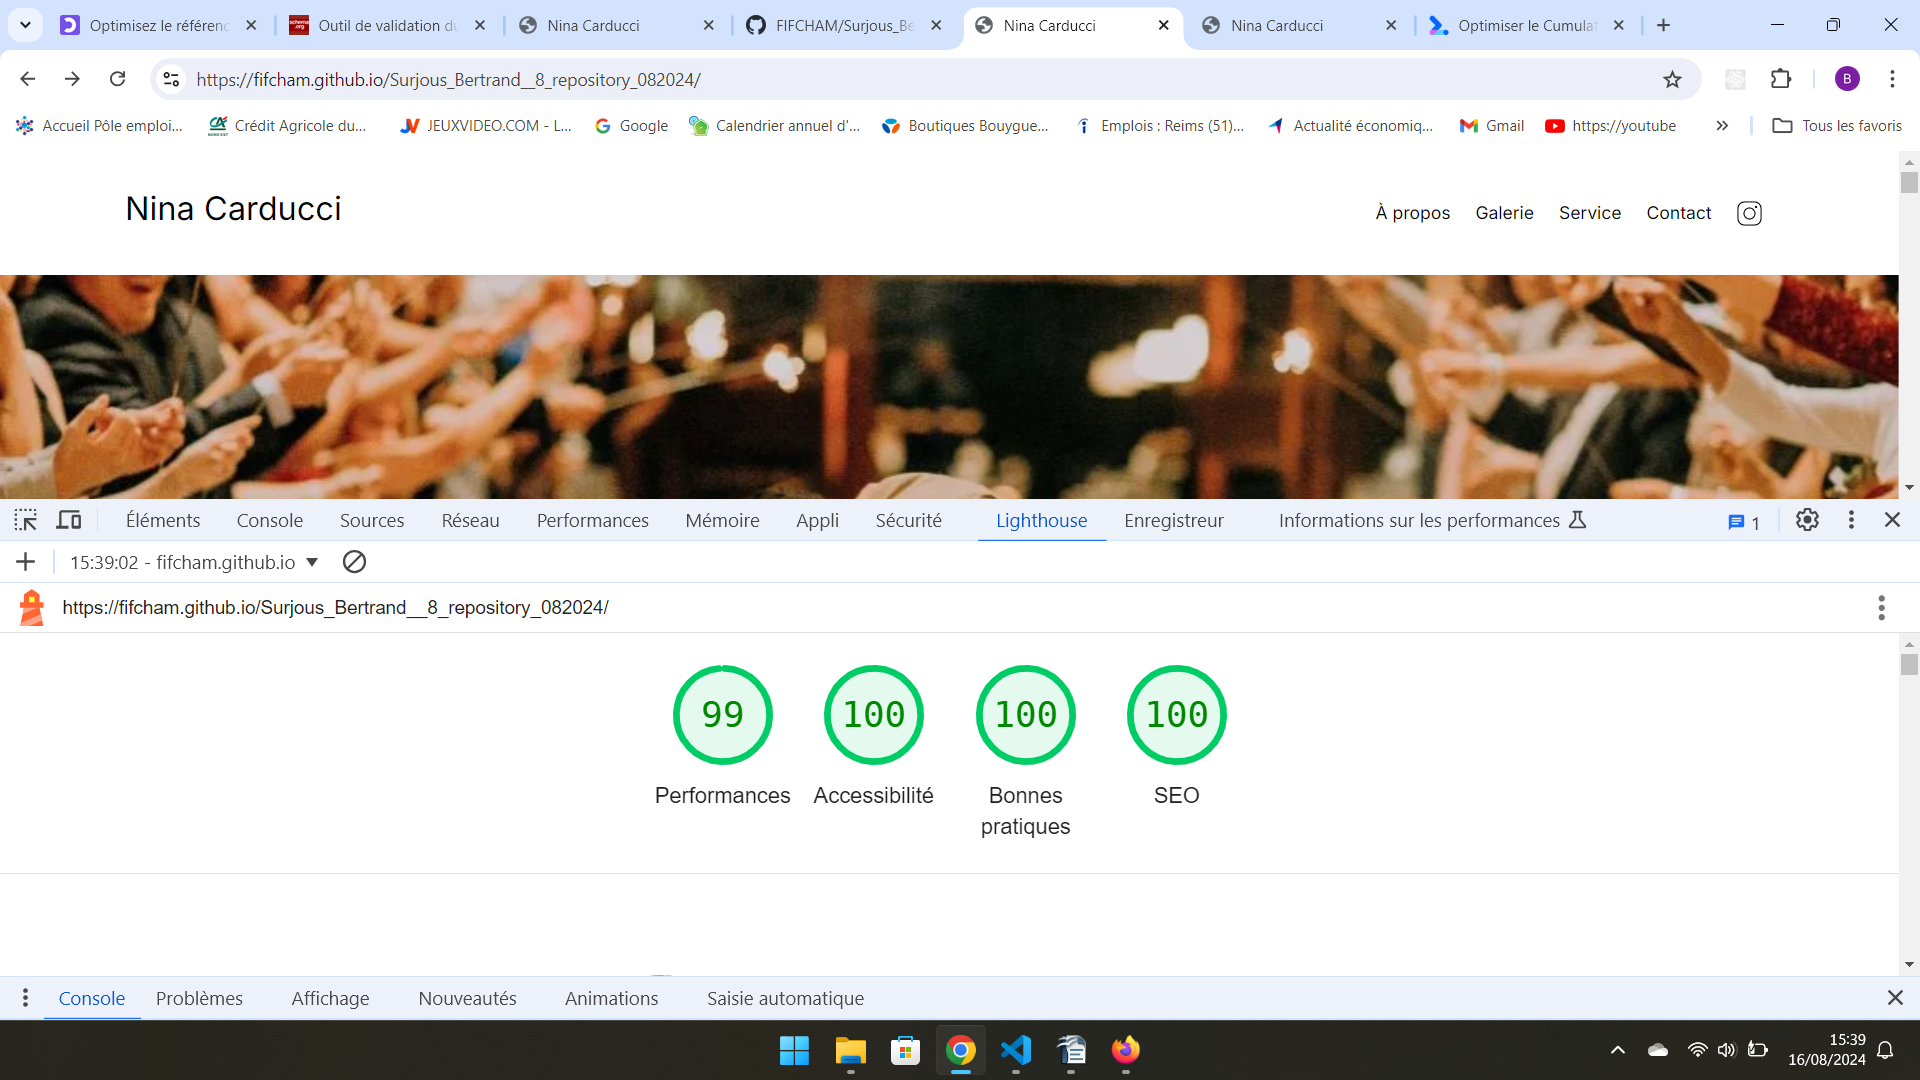 Optimisez le référenc
Outil de validation du
Nina Carducci
FIFCHAM/Surjous_Be
Nina Carducci
Nina Carducci
Optimiser le Cumulat
https://fifcham.github.io/Surjous_Bertrand__8_repository_082024/
B
Accueil Pôle emploi...
Crédit Agricole du...
JEUXVIDEO.COM - L...
Google
Calendrier annuel d'...
Boutiques Bouygue...
Emplois : Reims (51)...
Actualité économiq...
Gmail
https://youtube
Tous les favoris
Nina Carducci
À propos
Galerie
Service
Contact
Éléments
Console
Sources
Réseau
Performances
Mémoire
Appli
Sécurité
Lighthouse
Enregistreur
Informations sur les performances
1
15:39:02 - fifcham.github.io
https://fifcham.github.io/Surjous_Bertrand__8_repository_082024/
99
100
100
100
Performances
Accessibilité
Bonnes
pratiques
SEO
Console
Problèmes
Affichage
Nouveautés
Animations
Saisie automatique
15:39
16/08/2024